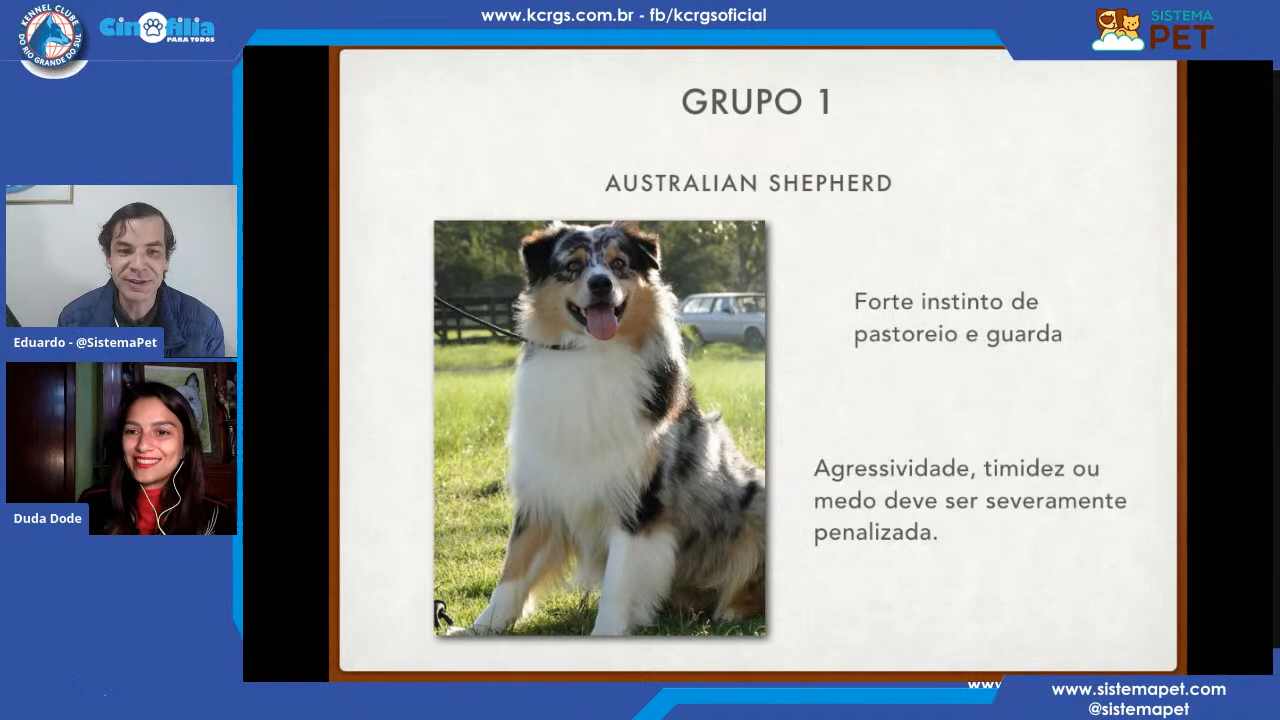 www.kcrgs.com.br - fb/kcrgsoficial
KENNEL CLUBE
DO RIO GRANDE DO SUL
Cinofilia
PARA TODOS
SISTEMA
PET
GRUPO 1
AUSTRALIAN SHEPHERD
Forte instinto de
pastoreio e guarda
Agressividade, timidez ou
medo deve ser severamente
penalizada.
Eduardo - @SistemaPet
Duda Dode
www
www.sistemapet.com
@sistemapet